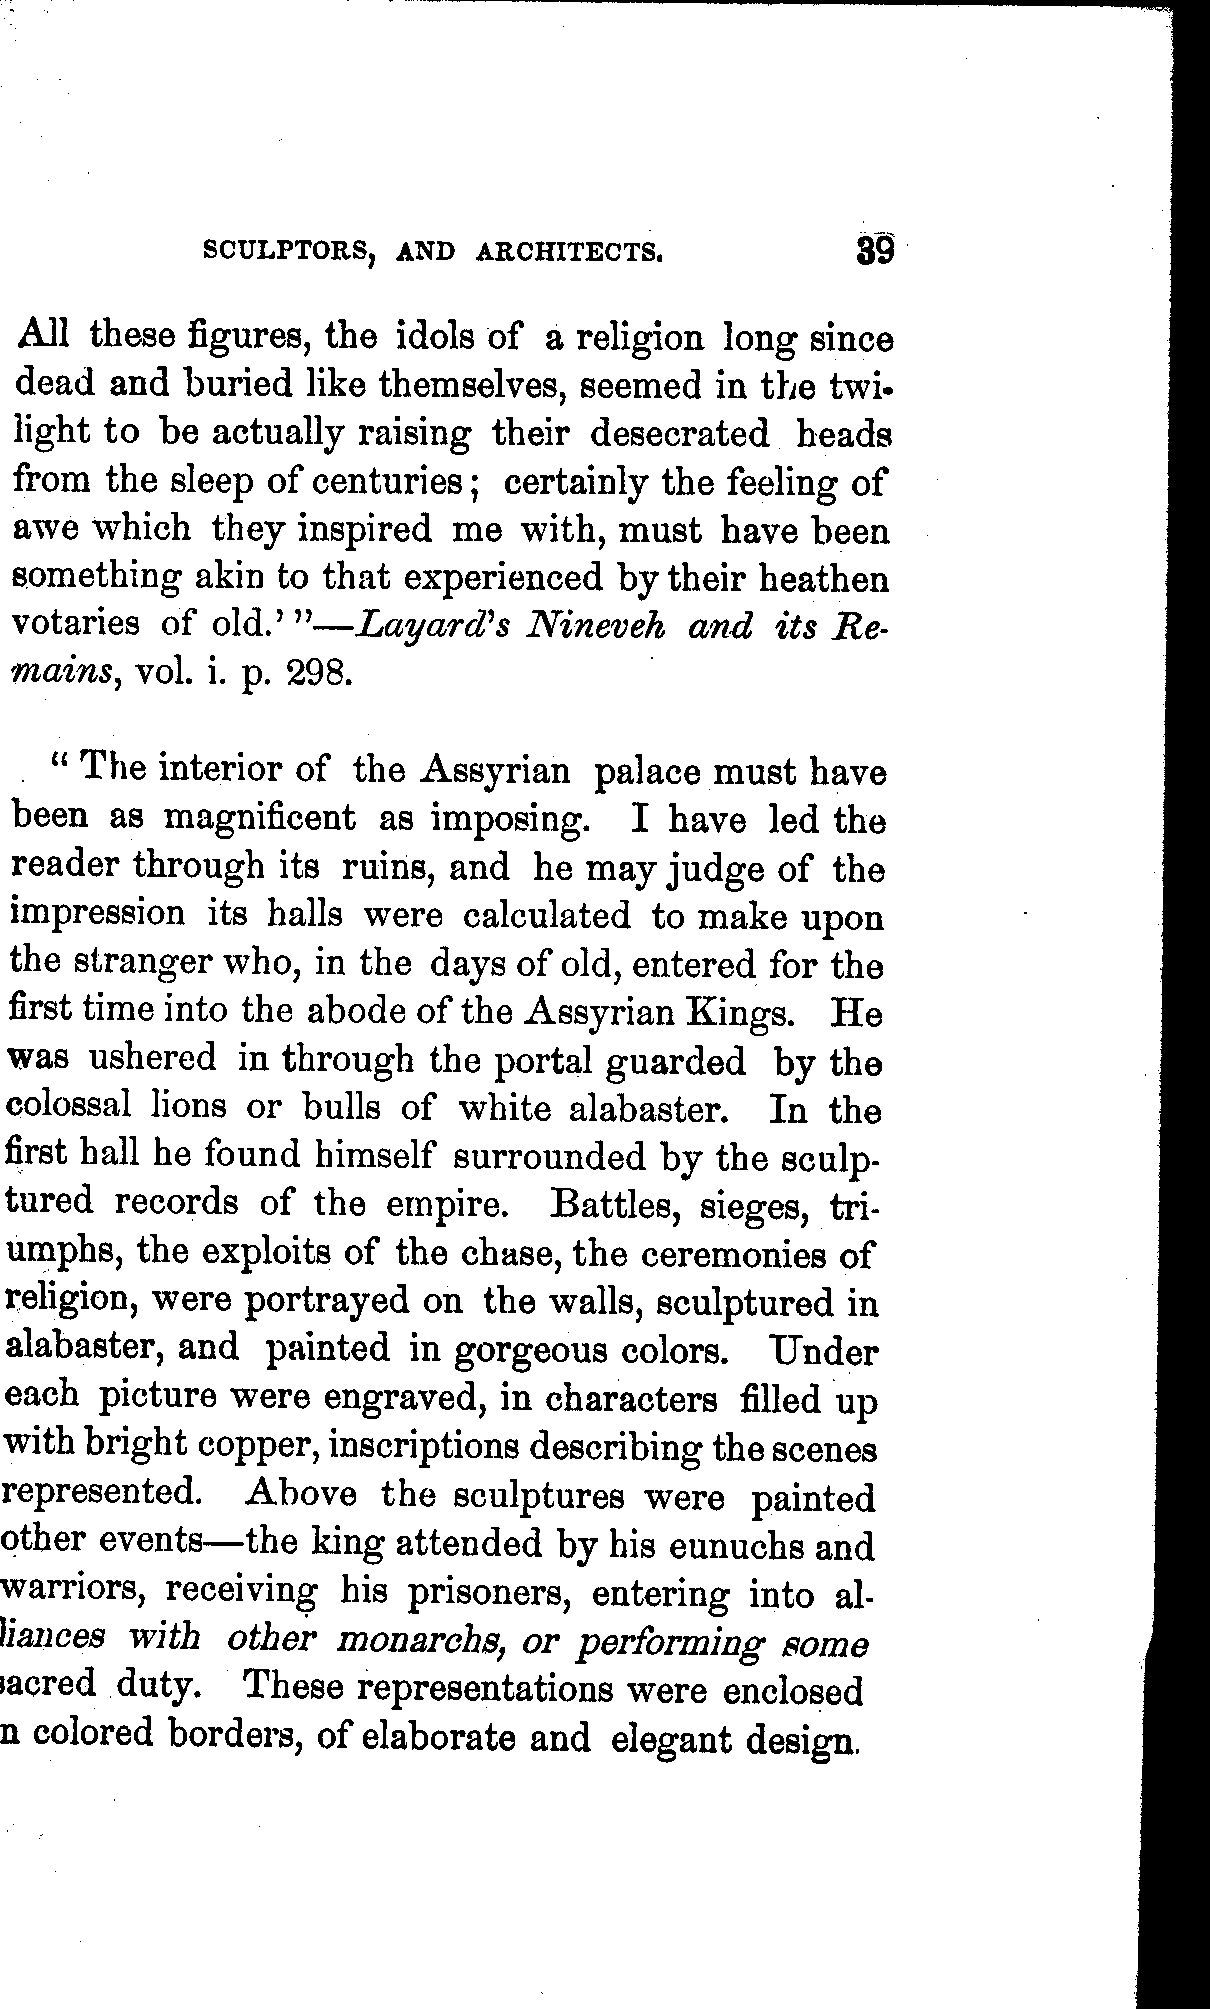 SCULPTORS, AND ARCHITECTS. 39
All these figures, the idols of a religion long since
dead and buried like themselves, seemed in the twi-
light to be actually raising their desecrated heads
from the sleep of centuries; certainly the feeling of
awe which they inspired me with, must have been
something akin to that experienced by their heathen
votaries of old.' "—Layard's Nineveh and its Re-
mains, vol. i. p. 298.
" The interior of the Assyrian palace must have
been as magnificent as imposing. I have led the
reader through its ruins, and he may judge of the
impression its halls were calculated to make upon
the stranger who, in the days of old, entered for the
first time into the abode of the Assyrian Kings. He
was ushered in through the portal guarded by the
colossal lions or bulls of white alabaster. In the
first hall he found himself surrounded by the sculp-
tured records of the empire. Battles, sieges, tri-
umphs, the exploits of the chase, the ceremonies of
religion, were portrayed on the walls, sculptured in
alabaster, and painted in gorgeous colors. Under
each picture were engraved, in characters filled up
with bright copper, inscriptions describing the scenes
represented. Above the sculptures were painted
other events—the king attended by his eunuchs and
warriors, receiving his prisoners, entering into al-
liances with other monarchs, or performing some
sacred duty. These representations were enclosed
n colored borders, of elaborate and elegant design.